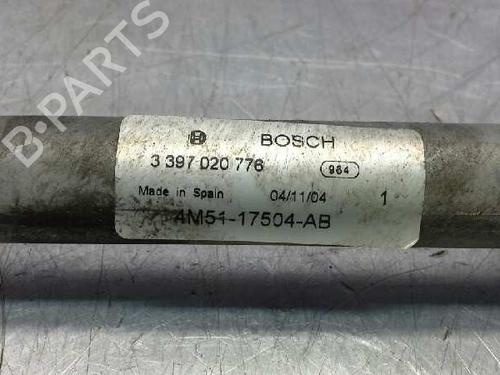 B-PARTS
BOSCH
3 397 020 776 964
Made in Spain 04/11/04 1
4M51-17504-AB